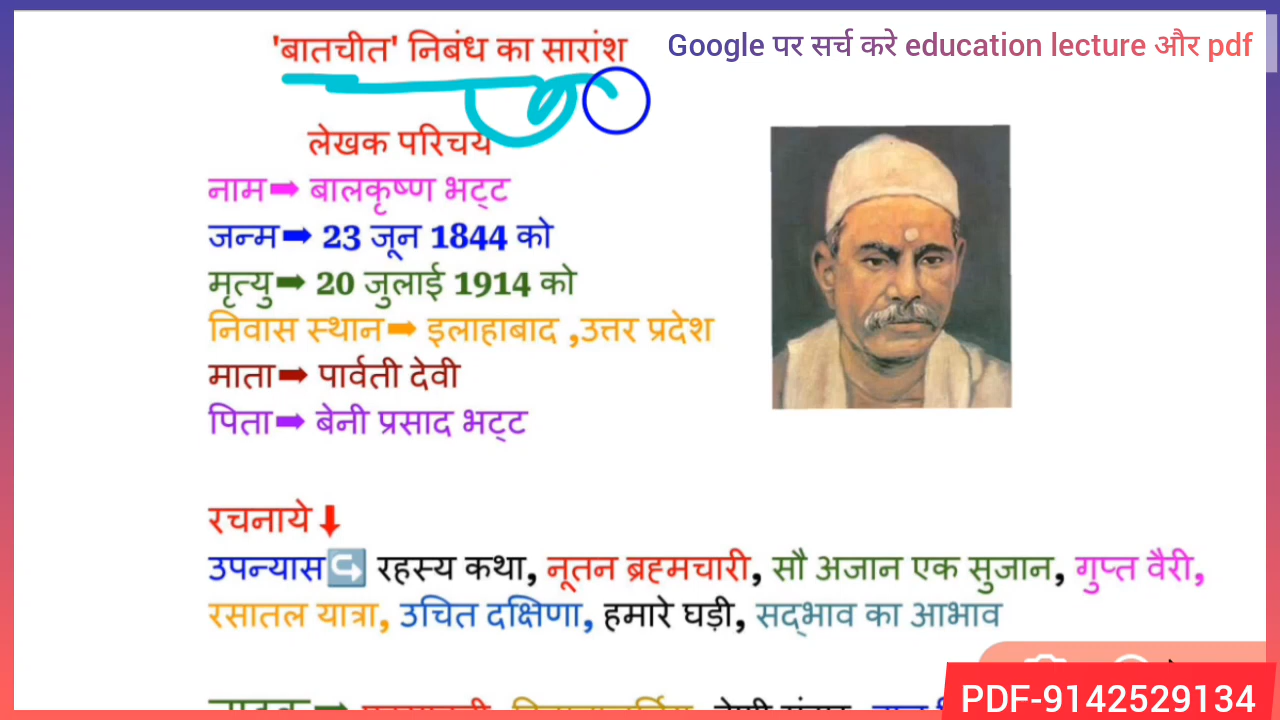 'बातचीत' निबंध का सारांश
Google पर सर्च करे education lecture और pdf
लेखक परिचय
नाम➡ बालकृष्ण भट्ट
जन्म➡ 23 जून 1844 को
मृत्यु➡ 20 जुलाई 1914 को
निवास स्थान➡ इलाहाबाद ,उत्तर प्रदेश
माता➡ पार्वती देवी
पिता➡ बेनी प्रसाद भट्ट
रचनाये⬇
उपन्यास↪ रहस्य कथा, नूतन ब्रह्मचारी, सौ अजान एक सुजान, गुप्त वैरी,
रसातल यात्रा, उचित दक्षिणा, हमारे घड़ी, सद्भाव का आभाव
PDF-9142529134